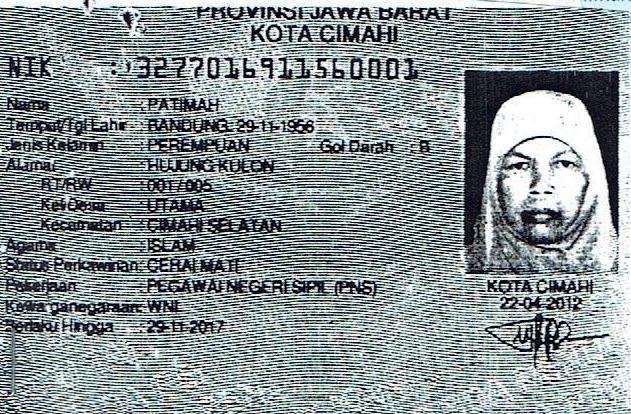 PROVINSI JAWA BARAT
KOTA CIMAHI
NIK : 3277016911560001
Nama : PATIMAH
Tempat/Tgl Lahir : BANDUNG, 29-11-1956
Jenis Kelamin : PEREMPUAN Gol Darah : B
Alamat : HUJUNG KULON
RT/RW : 001/005
Kel/Desa : UTAMA
Kecamatan : CIMAHI SELATAN
Agama : ISLAM
Status Perkawinan: CERAI MATI
Pekerjaan : PEGAWAI NEGERI SIPIL (PNS)
Kewarganegaraan: WNI
Berlaku Hingga : 29-11-2017
KOTA CIMAHI
22-04-2012